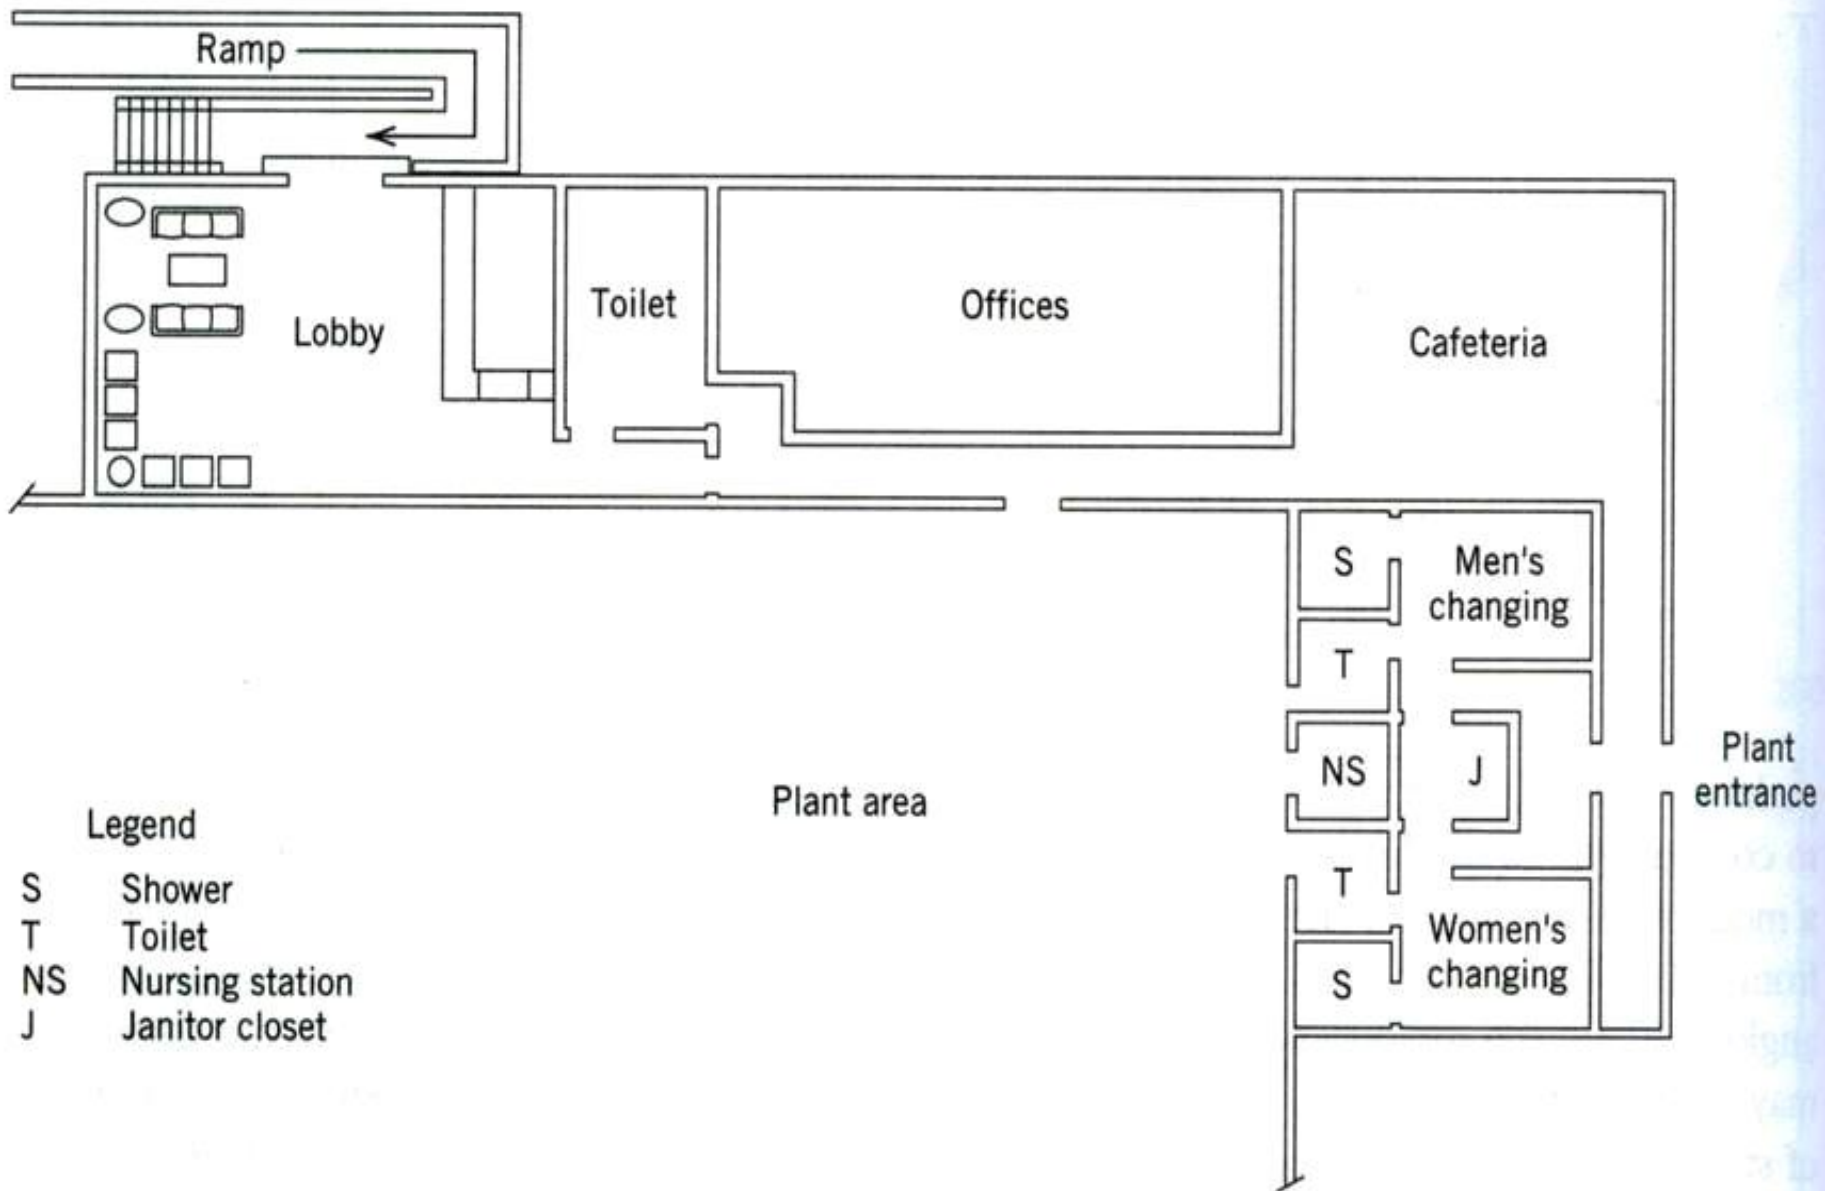 Ramp
Lobby
Toilet
Offices
Cafeteria
S
Men's
changing
T
NS
J
Plant
entrance
Plant area
T
Women's
changing
S
Legend
S Shower
T Toilet
NS Nursing station
J Janitor closet